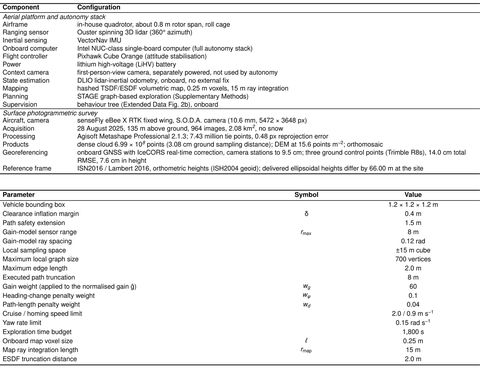 Component Configuration
Aerial platform and autonomy stack
Airframe in-house quadrotor, about 0.8 m rotor span, roll cage
Ranging sensor Ouster spinning 3D lidar (360° azimuth)
Inertial sensing VectorNav IMU
Onboard computer Intel NUC-class single-board computer (full autonomy stack)
Flight controller Pixhawk Cube Orange (attitude stabilisation)
Power lithium high-voltage (LiHV) battery
Context camera first-person-view camera, separately powered, not used by autonomy
State estimation DLIO lidar-inertial odometry, onboard, no external fix
Mapping hashed TSDF/ESDF volumetric map, 0.25 m voxels, 15 m ray integration
Planning STAGE graph-based exploration (Supplementary Methods)
Supervision behaviour tree (Extended Data Fig. 2b), onboard
Surface photogrammetric survey
Aircraft, camera senseFly eBee X RTK fixed wing, S.O.D.A. camera (10.6 mm, 5472 × 3648 px)
Acquisition 28 August 2025, 135 m above ground, 964 images, 2.08 km², no snow
Processing Agisoft Metashape Professional 2.1.3; 7.43 million tie points, 0.48 px reprojection error
Products dense cloud 6.99 × 10⁸ points (3.08 cm ground sampling distance); DEM at 15.6 points m⁻²; orthomosaic
Georeferencing onboard GNSS with IceCORS real-time correction, camera stations to 9.5 cm; three ground control points (Trimble R8s), 14.0 cm total
RMSE, 7.6 cm in height
Reference frame ISN2016 / Lambert 2016, orthometric heights (ISH2004 geoid); delivered ellipsoidal heights differ by 66.00 m at the site
Parameter Symbol Value
Vehicle bounding box 1.2 × 1.2 × 1.2 m
Clearance inflation margin δ 0.4 m
Path safety extension 1.5 m
Gain-model sensor range r_max 8 m
Gain-model ray spacing 0.12 rad
Local sampling space ±15 m cube
Maximum local graph size 700 vertices
Maximum edge length 2.0 m
Executed path truncation 8 m
Gain weight (applied to the normalised gain ĝ) w_g 60
Heading-change penalty weight w_ψ 0.1
Path-length penalty weight w_d 0.04
Cruise / homing speed limit 2.0 / 0.9 m s⁻¹
Yaw rate limit 0.15 rad s⁻¹
Exploration time budget 1,800 s
Onboard map voxel size ℓ 0.25 m
Map ray integration length r_map 15 m
ESDF truncation distance 2.0 m